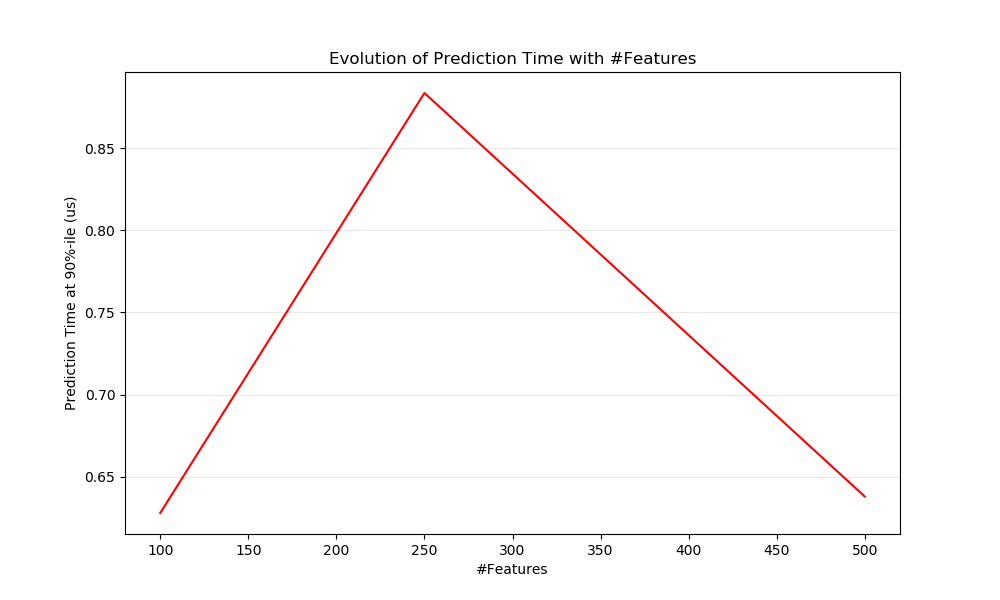 Evolution of Prediction Time with #Features
Prediction Time at 90%-ile (us)
0.85
0.80
0.75
0.70
0.65
100 150 200 250 300 350 400 450 500
#Features